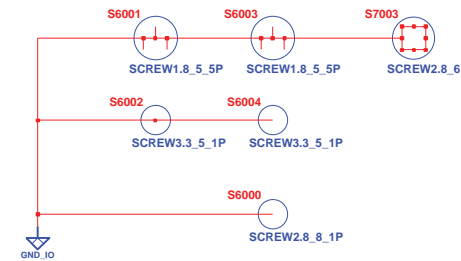 S6001 S6003 S7003
SCREW1.8_5_5P SCREW1.8_5_5P SCREW2.8_6
S6002 S6004
SCREW3.3_5_1P SCREW3.3_5_1P
S6000
SCREW2.8_8_1P
GND_IO